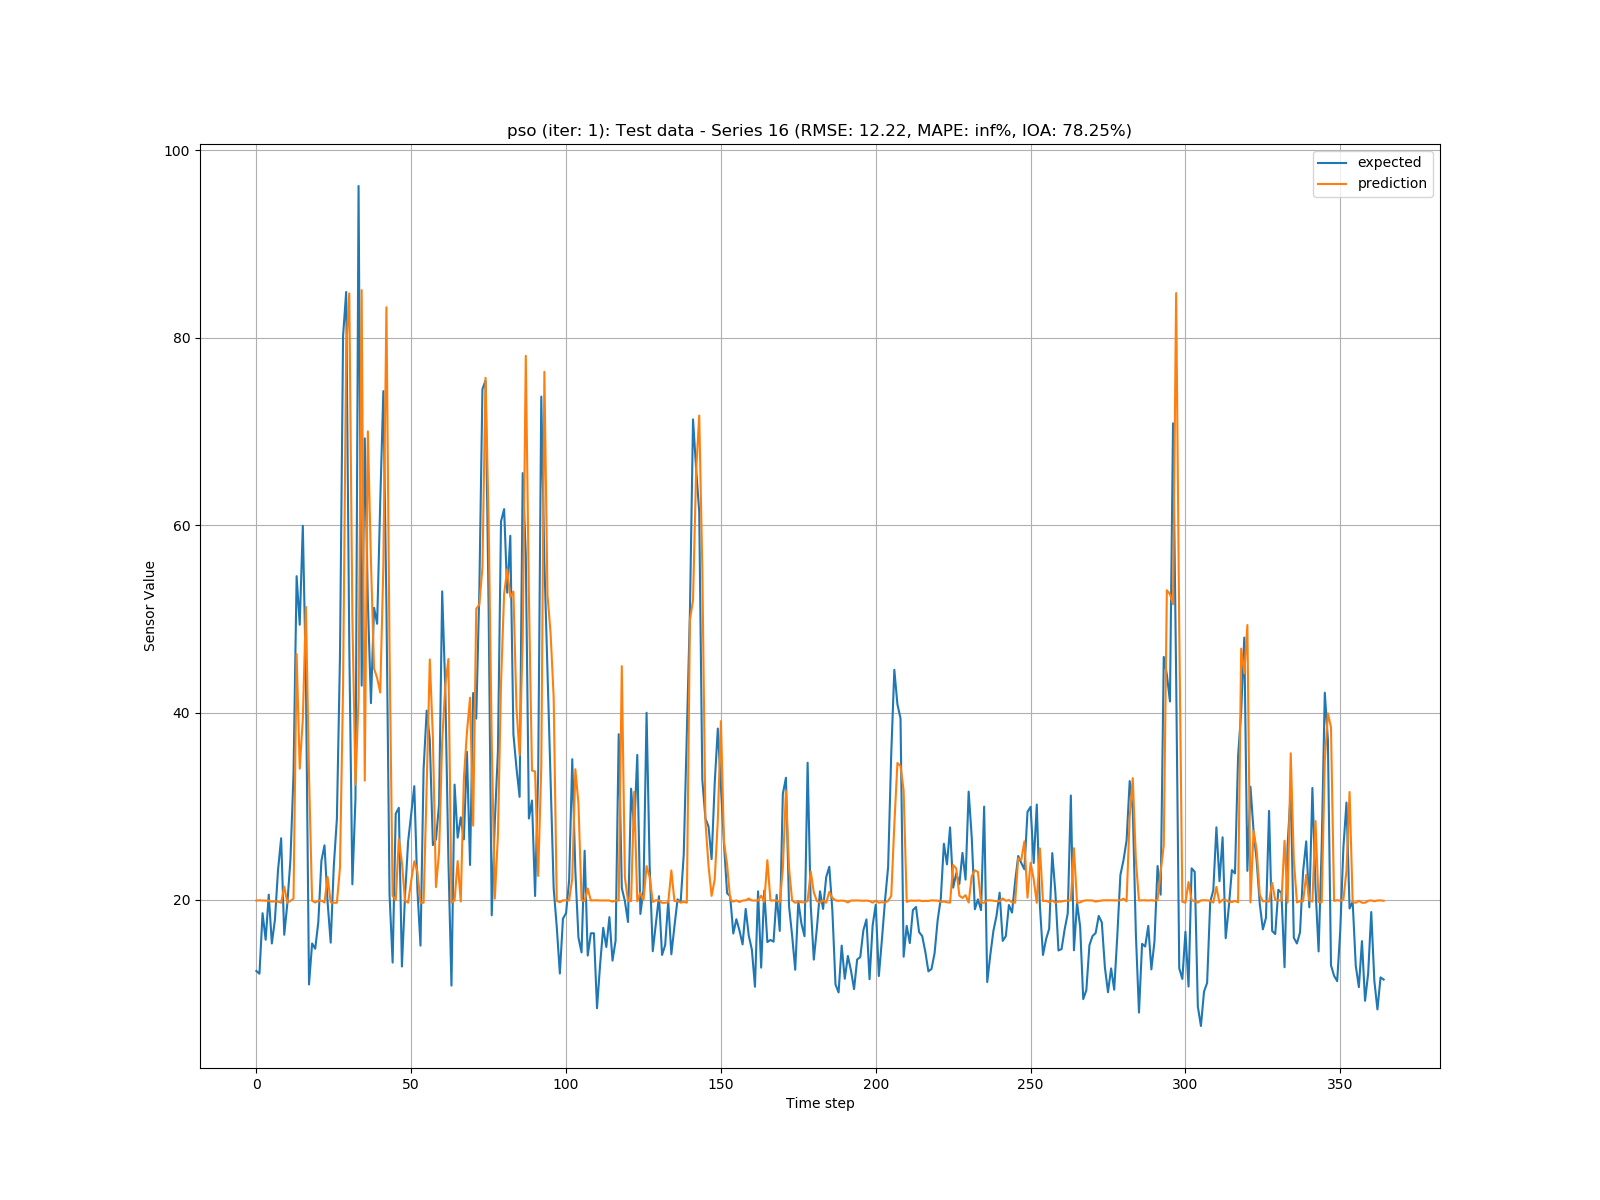 pso (iter: 1): Test data - Series 16 (RMSE: 12.22, MAPE: inf%, IOA: 78.25%)
expected
prediction
100
80
60
40
20
Sensor Value
0 50 100 150 200 250 300 350
Time step